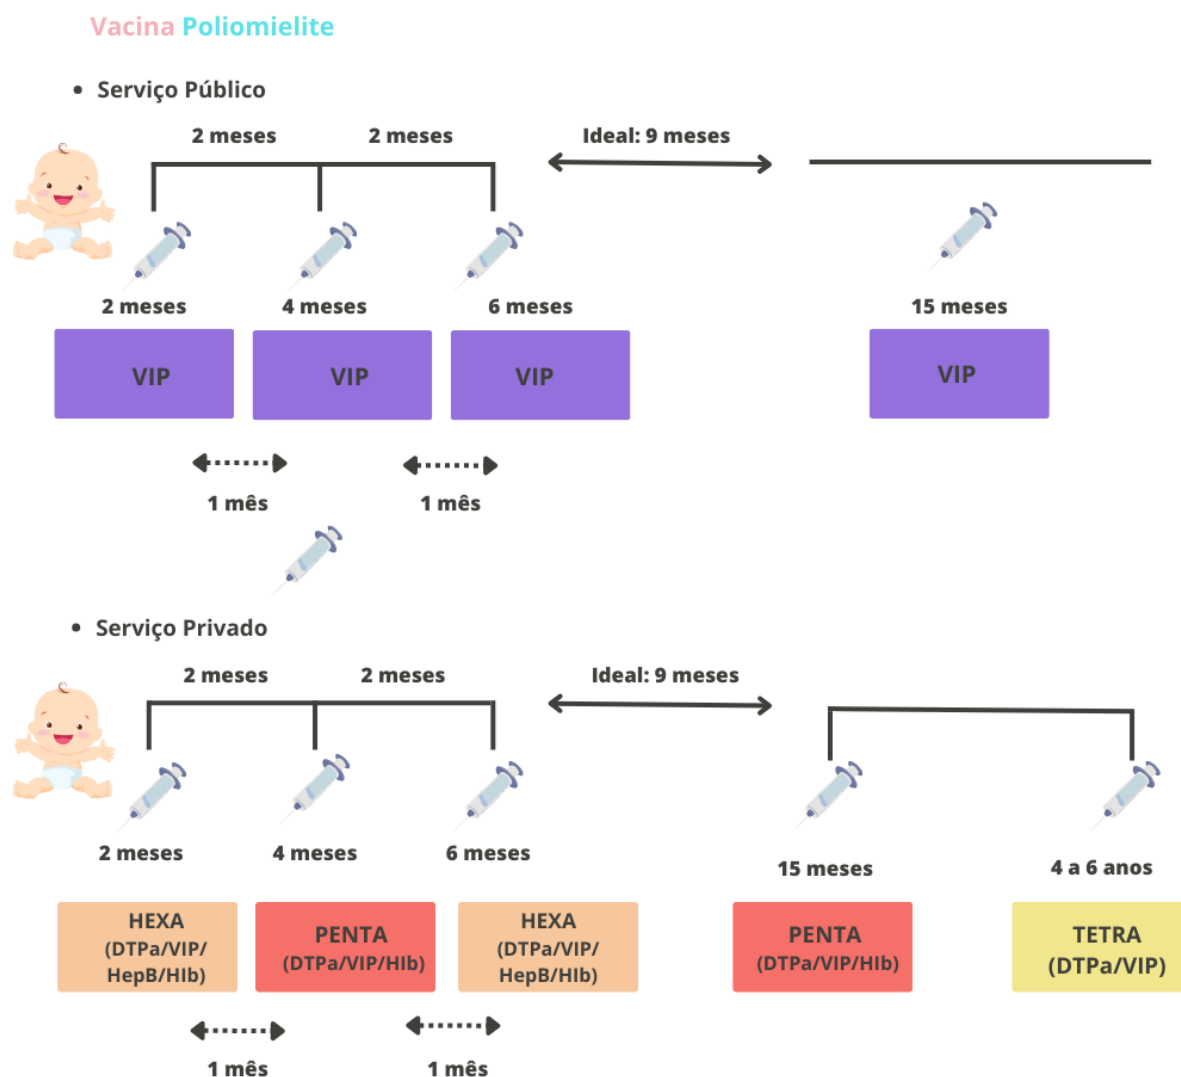 Vacina Poliomielite
• Serviço Público
2 meses 2 meses Ideal: 9 meses
2 meses 4 meses 6 meses 15 meses
VIP VIP VIP VIP
1 mês 1 mês
• Serviço Privado
2 meses 2 meses Ideal: 9 meses
2 meses 4 meses 6 meses 15 meses 4 a 6 anos
HEXA
(DTPa/VIP/
HepB/HIb)
PENTA
(DTPa/VIP/HIb)
HEXA
(DTPa/VIP/
HepB/HIb)
PENTA
(DTPa/VIP/HIb)
TETRA
(DTPa/VIP)
1 mês 1 mês